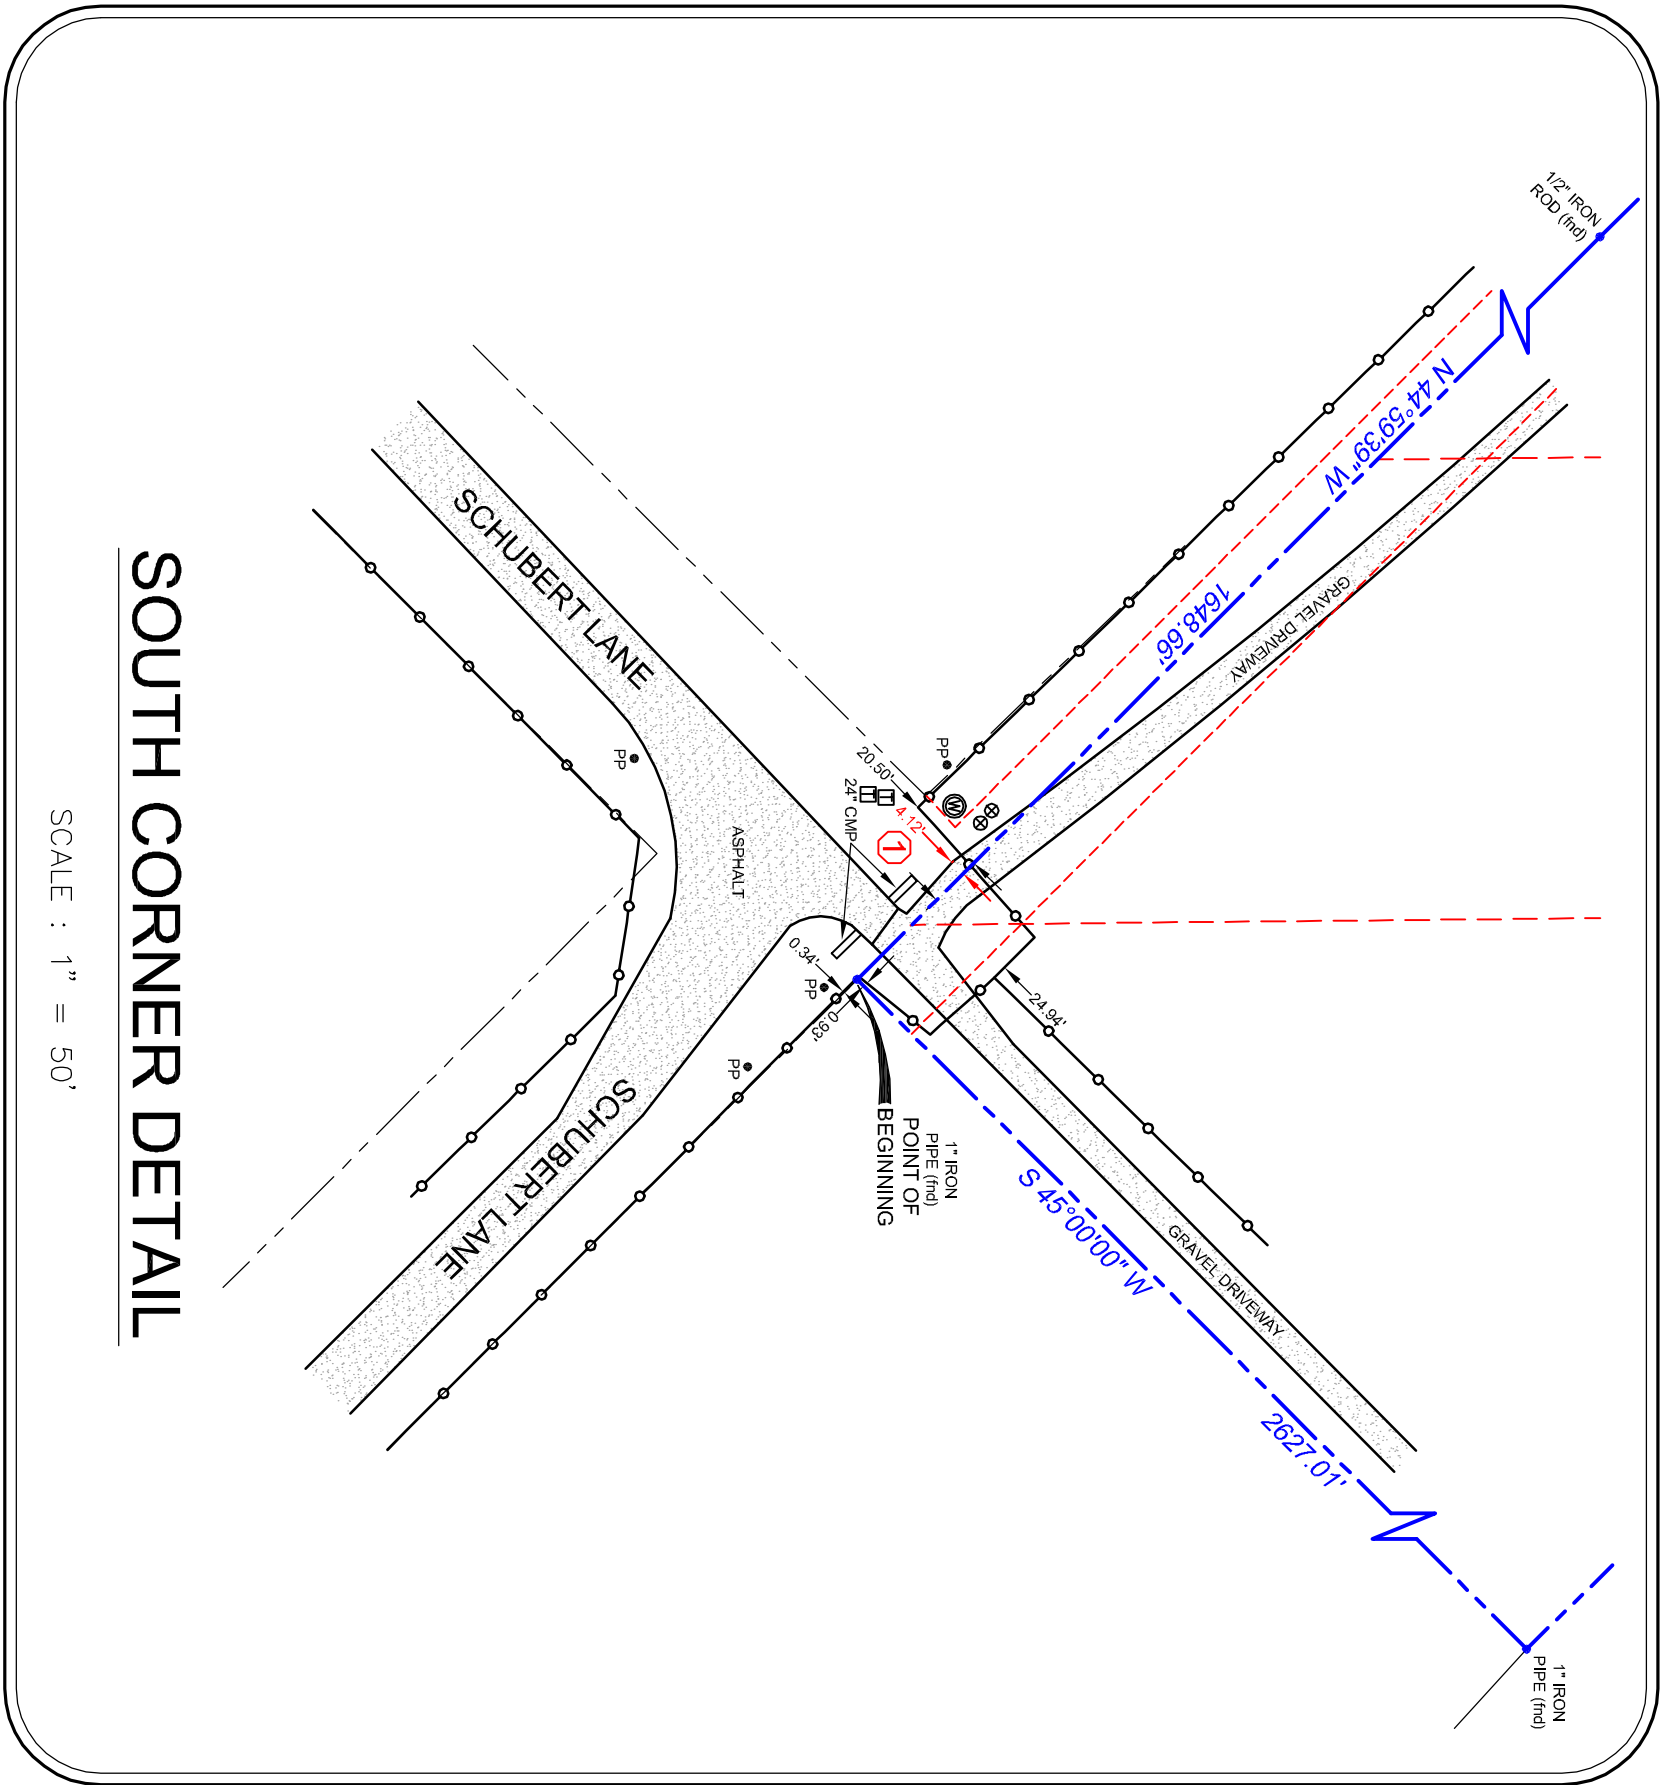 1/2" IRON
ROD (fnd)
N 44°59'39" W
1648.66'
GRAVEL DRIVEWAY
SCHUBERT LANE
PP
PP
20.50'
24" CMP
T
T
W
4.12'
1
ASPHALT
0.34'
PP
0.93'
24.94'
PP
1" IRON
PIPE (fnd)
POINT OF
BEGINNING
S 45°00'00" W
GRAVEL DRIVEWAY
2627.01'
SCHUBERT LANE
1" IRON
PIPE (fnd)
SOUTH CORNER DETAIL
SCALE : 1" = 50'